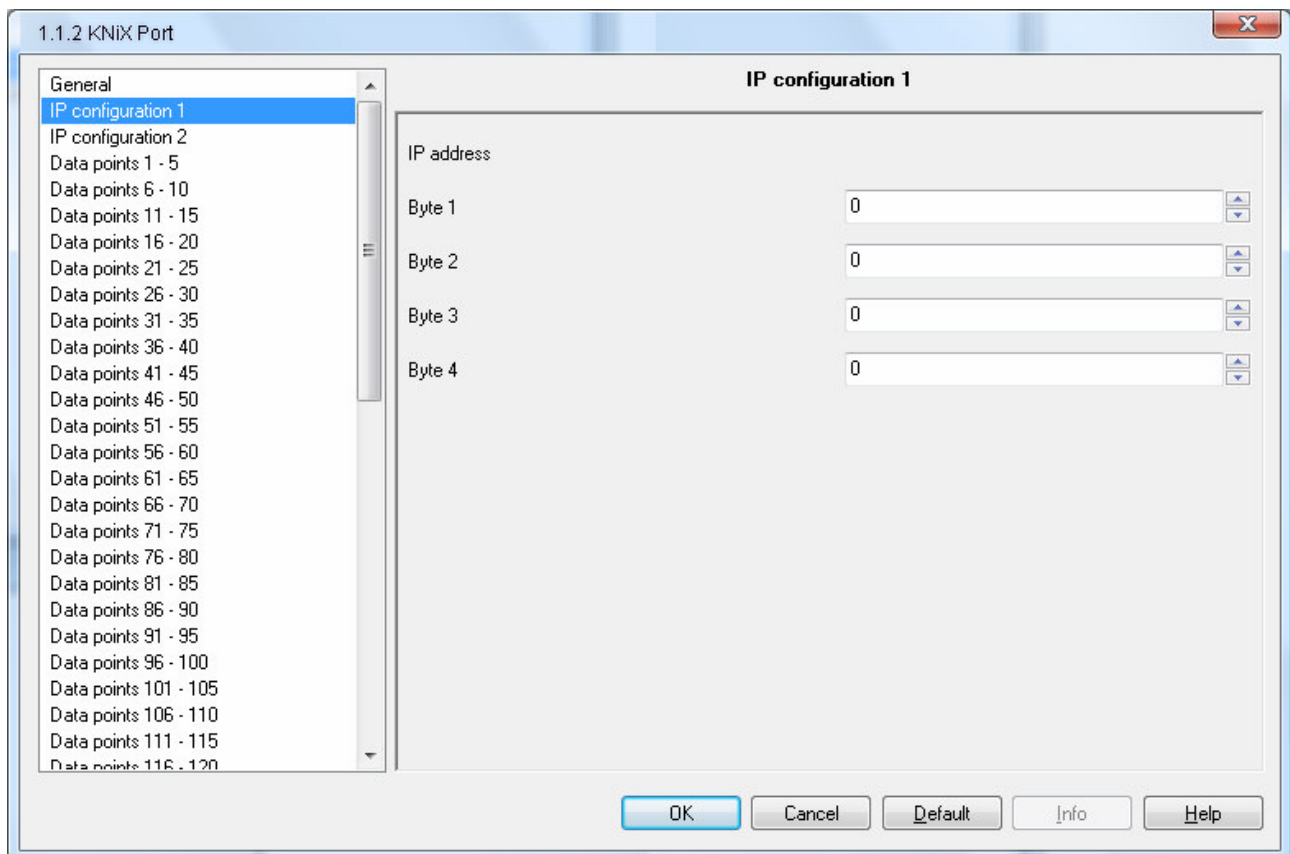 1.1.2 KNiX Port
General
IP configuration 1
IP configuration 2
Data points 1 - 5
Data points 6 - 10
Data points 11 - 15
Data points 16 - 20
Data points 21 - 25
Data points 26 - 30
Data points 31 - 35
Data points 36 - 40
Data points 41 - 45
Data points 46 - 50
Data points 51 - 55
Data points 56 - 60
Data points 61 - 65
Data points 66 - 70
Data points 71 - 75
Data points 76 - 80
Data points 81 - 85
Data points 86 - 90
Data points 91 - 95
Data points 96 - 100
Data points 101 - 105
Data points 106 - 110
Data points 111 - 115
Data points 116 - 120
IP configuration 1
IP address
Byte 1 0
Byte 2 0
Byte 3 0
Byte 4 0
OK Cancel Default Info Help